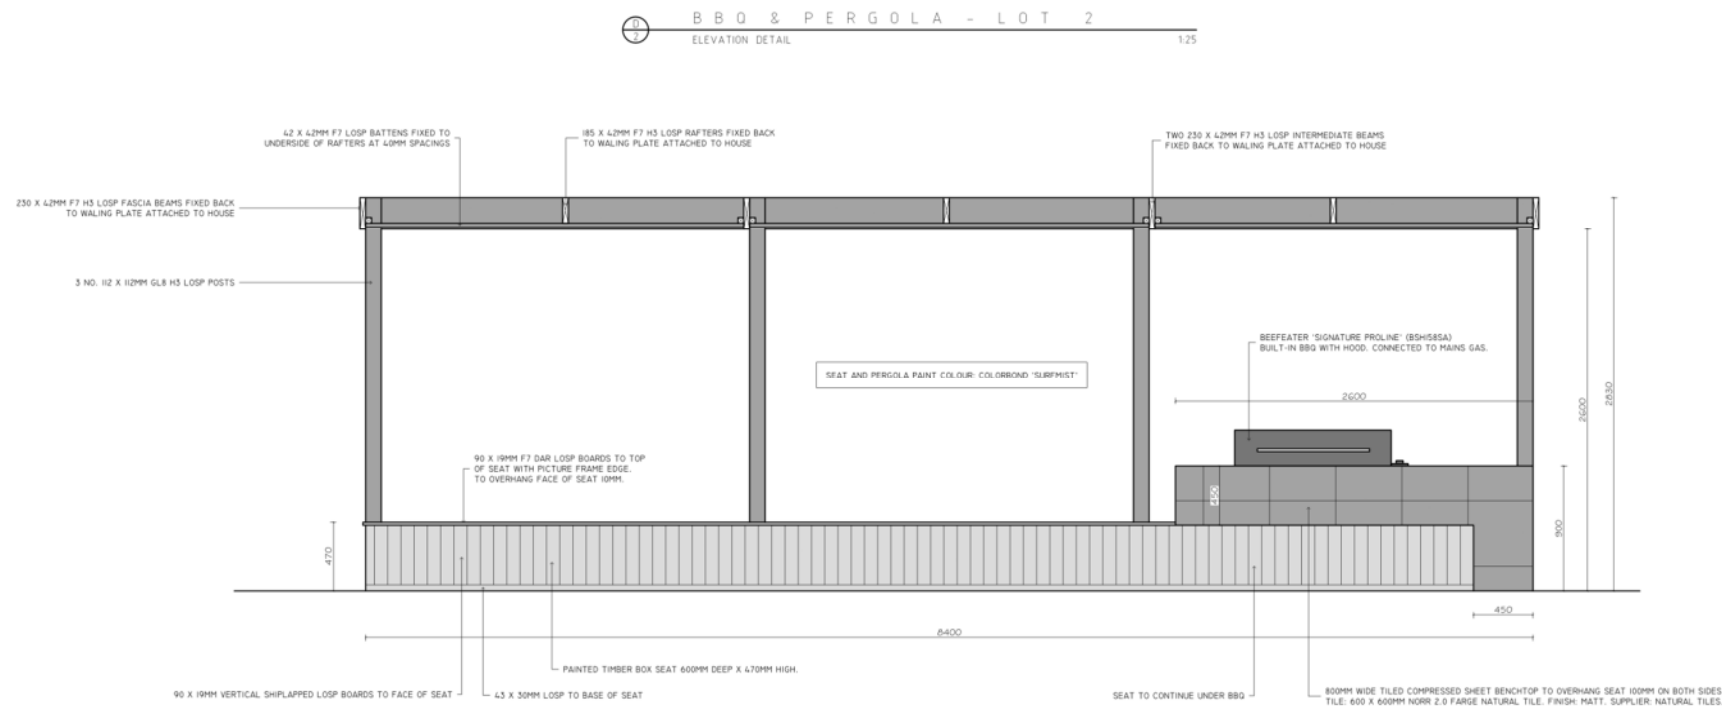 D
2
BBQ & PERGOLA - LOT 2
ELEVATION DETAIL
1:25
42 X 42MM F7 LOSP BATTENS FIXED TO
UNDERSIDE OF RAFTERS AT 40MM SPACINGS
185 X 42MM F7 H3 LOSP RAFTERS FIXED BACK
TO WALING PLATE ATTACHED TO HOUSE
TWO 230 X 42MM F7 H3 LOSP INTERMEDIATE BEAMS
FIXED BACK TO WALING PLATE ATTACHED TO HOUSE
230 X 42MM F7 H3 LOSP FASCIA BEAMS FIXED BACK
TO WALING PLATE ATTACHED TO HOUSE
3 NO. 112 X 112MM GL8 H3 LOSP POSTS
BEEFEATER 'SIGNATURE PROLINE' (BSH158SA)
BUILT-IN BBQ WITH HOOD. CONNECTED TO MAINS GAS.
SEAT AND PERGOLA PAINT COLOUR: COLORBOND 'SURFMIST'
2600
2600
2830
90 X 19MM F7 DAR LOSP BOARDS TO TOP
OF SEAT WITH PICTURE FRAME EDGE.
TO OVERHANG FACE OF SEAT 10MM.
450
900
470
450
8400
PAINTED TIMBER BOX SEAT 600MM DEEP X 470MM HIGH.
90 X 19MM VERTICAL SHIPLAPPED LOSP BOARDS TO FACE OF SEAT
43 X 30MM LOSP TO BASE OF SEAT
SEAT TO CONTINUE UNDER BBQ
800MM WIDE TILED COMPRESSED SHEET BENCHTOP TO OVERHANG SEAT 100MM ON BOTH SIDES
TILE: 600 X 600MM NORR 2.0 FARGE NATURAL TILE. FINISH: MATT. SUPPLIER: NATURAL TILES.